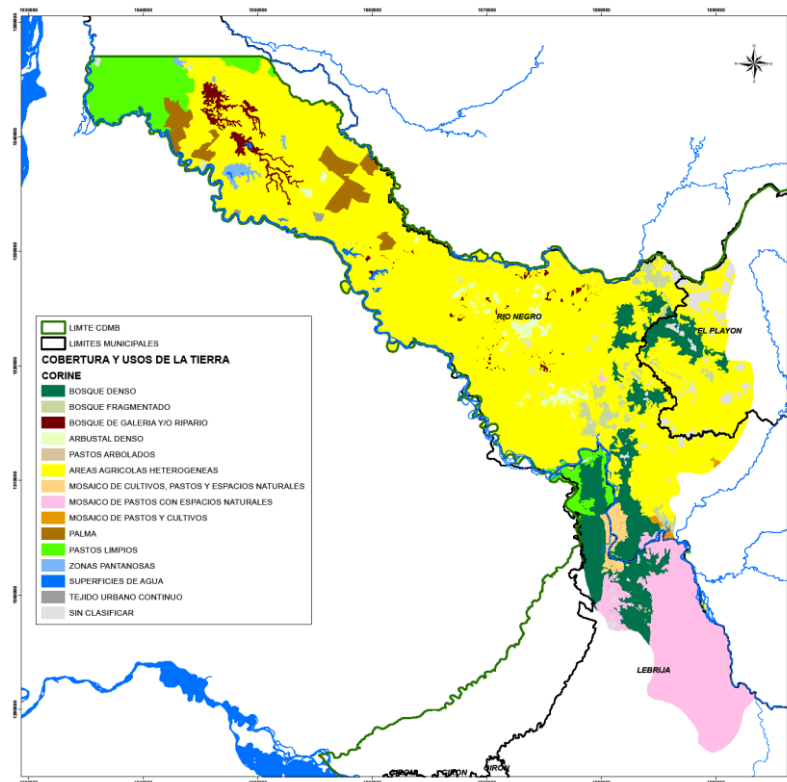 RIO NEGRO
EL PLAYON
LIMTE CDMB
LIMITES MUNICIPALES
COBERTURA Y USOS DE LA TIERRA
CORINE
BOSQUE DENSO
BOSQUE FRAGMENTADO
BOSQUE DE GALERIA Y/O RIPARIO
ARBUSTAL DENSO
PASTOS ARBOLADOS
AREAS AGRICOLAS HETEROGENEAS
MOSAICO DE CULTIVOS, PASTOS Y ESPACIOS NATURALES
MOSAICO DE PASTOS CON ESPACIOS NATURALES
MOSAICO DE PASTOS Y CULTIVOS
PALMA
PASTOS LIMPIOS
ZONAS PANTANOSAS
SUPERFICIES DE AGUA
TEJIDO URBANO CONTINUO
SIN CLASIFICAR
LEBRIJA
GIRON
GIRON